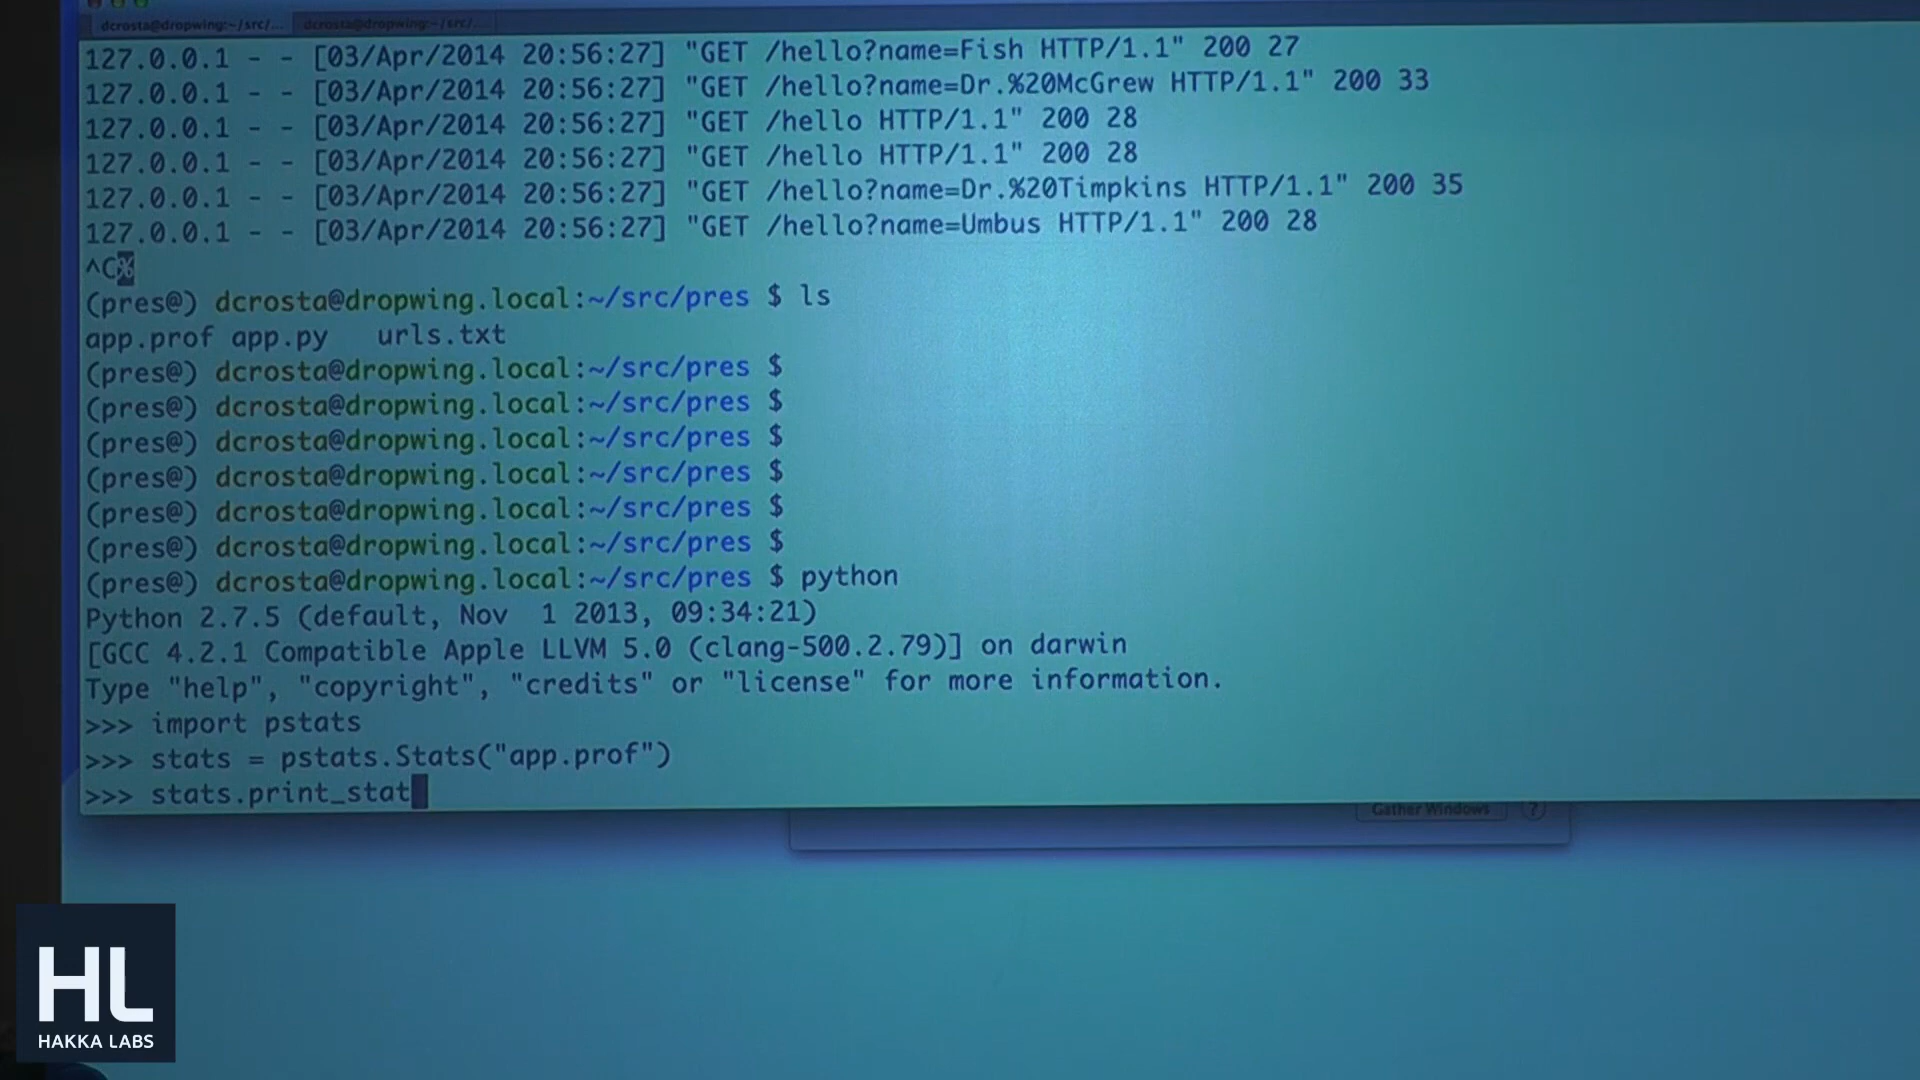 dcrosta@dropwing:~/src/... dcrosta@dropwing:~/src/...
127.0.0.1 - - [03/Apr/2014 20:56:27] "GET /hello?name=Fish HTTP/1.1" 200 27
127.0.0.1 - - [03/Apr/2014 20:56:27] "GET /hello?name=Dr.%20McGrew HTTP/1.1" 200 33
127.0.0.1 - - [03/Apr/2014 20:56:27] "GET /hello HTTP/1.1" 200 28
127.0.0.1 - - [03/Apr/2014 20:56:27] "GET /hello HTTP/1.1" 200 28
127.0.0.1 - - [03/Apr/2014 20:56:27] "GET /hello?name=Dr.%20Timpkins HTTP/1.1" 200 35
127.0.0.1 - - [03/Apr/2014 20:56:27] "GET /hello?name=Umbus HTTP/1.1" 200 28
^C%
(pres@) dcrosta@dropwing.local:~/src/pres $ ls
app.prof app.py urls.txt
(pres@) dcrosta@dropwing.local:~/src/pres $
(pres@) dcrosta@dropwing.local:~/src/pres $
(pres@) dcrosta@dropwing.local:~/src/pres $
(pres@) dcrosta@dropwing.local:~/src/pres $
(pres@) dcrosta@dropwing.local:~/src/pres $
(pres@) dcrosta@dropwing.local:~/src/pres $
(pres@) dcrosta@dropwing.local:~/src/pres $ python
Python 2.7.5 (default, Nov 1 2013, 09:34:21)
[GCC 4.2.1 Compatible Apple LLVM 5.0 (clang-500.2.79)] on darwin
Type "help", "copyright", "credits" or "license" for more information.
>>> import pstats
>>> stats = pstats.Stats("app.prof")
>>> stats.print_stat
Gather Windows ?
HL
HAKKA LABS